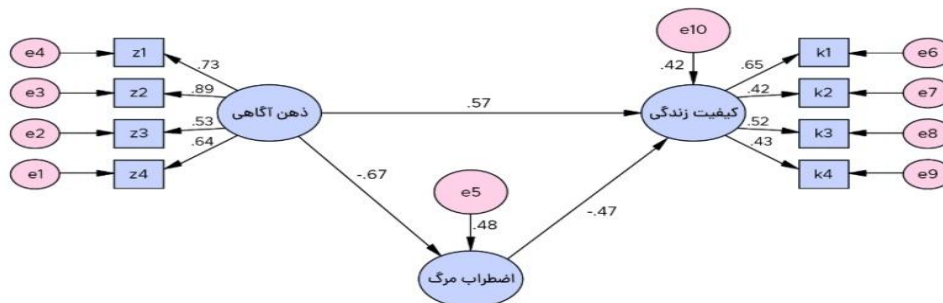 e10
e4
z1
.73
.42
.65
k1
e6
e3
z2
.89
ذهن آگاهی
.57
کیفیت زندگی
.42
k2
e7
e2
z3
.53
.52
k3
e8
.64
.43
e1
z4
-.67
e5
-.47
k4
e9
.48
اضطراب مرگ